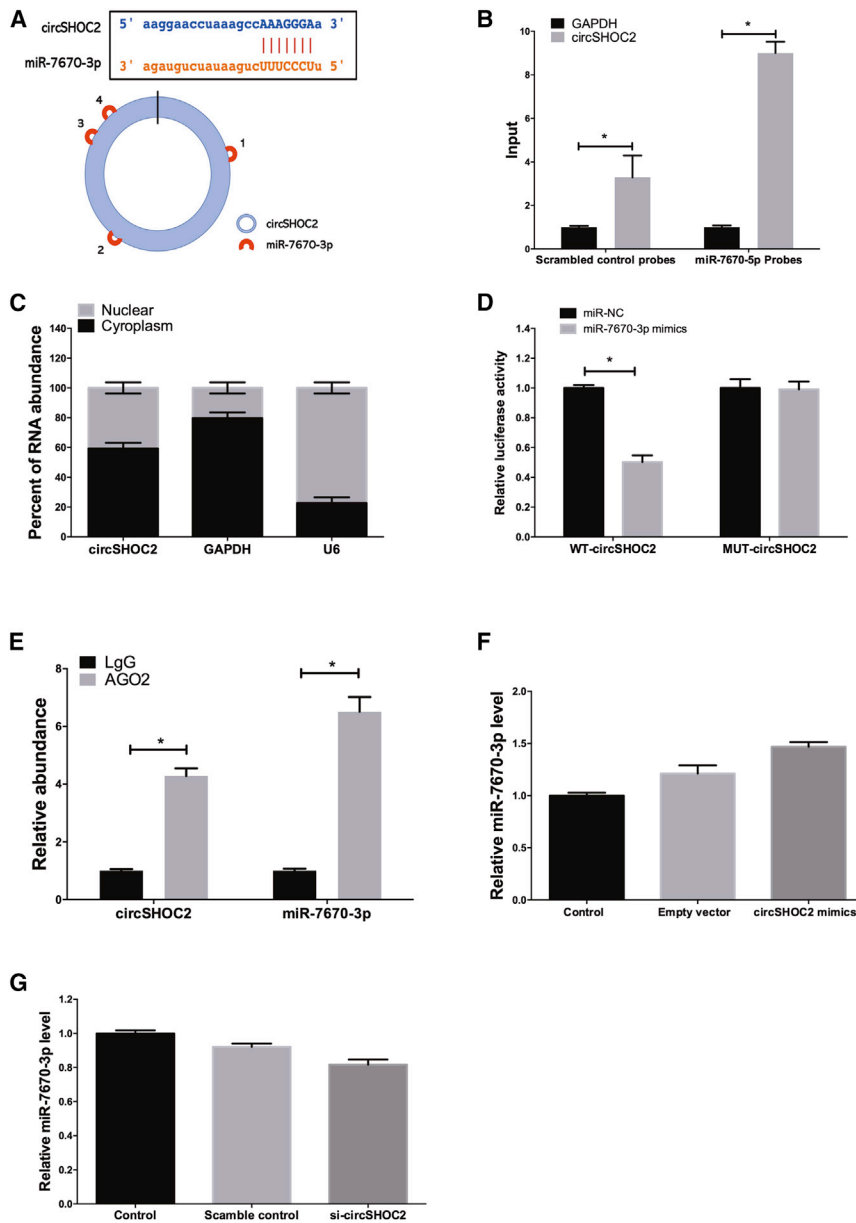 A
circSHOC2
5' aaggaaccuaaagccAAAGGGAa 3'
miR-7670-3p
3' agaugucuauaagucUUUCCCUu 5'
4
3
1
2
circSHOC2
miR-7670-3p
B
GAPDH
circSHOC2
Input
10
8
6
4
2
0
*
*
Scrambled control probes
miR-7670-5p Probes
C
Nuclear
Cyroplasm
Percent of RNA abundance
140
120
100
80
60
40
20
0
circSHOC2
GAPDH
U6
D
miR-NC
miR-7670-3p mimics
Relative luciferase activity
1.4
1.2
1.0
0.8
0.6
0.4
0.2
0.0
*
WT-circSHOC2
MUT-circSHOC2
E
LgG
AGO2
Relative abundance
8
6
4
2
0
*
*
circSHOC2
miR-7670-3p
F
Relative miR-7670-3p level
2.0
1.5
1.0
0.5
0.0
Control
Empty vector
circSHOC2 mimics
G
Relative miR-7670-3p level
1.2
1.0
0.8
0.6
0.4
0.2
0.0
Control
Scamble control
si-circSHOC2